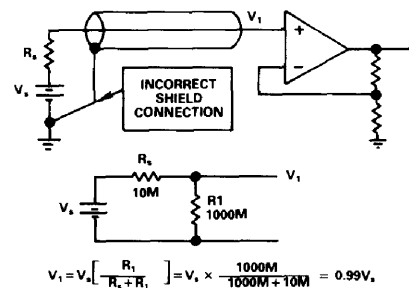 V₁
+
−
Rₛ
Vₛ
INCORRECT
SHIELD
CONNECTION
Rₛ
10M
V₁
Vₛ
R1
1000M
V₁ = Vₛ[R₁ / (Rₛ + R₁)] = Vₛ × 1000M / (1000M + 10M) = 0.99Vₛ